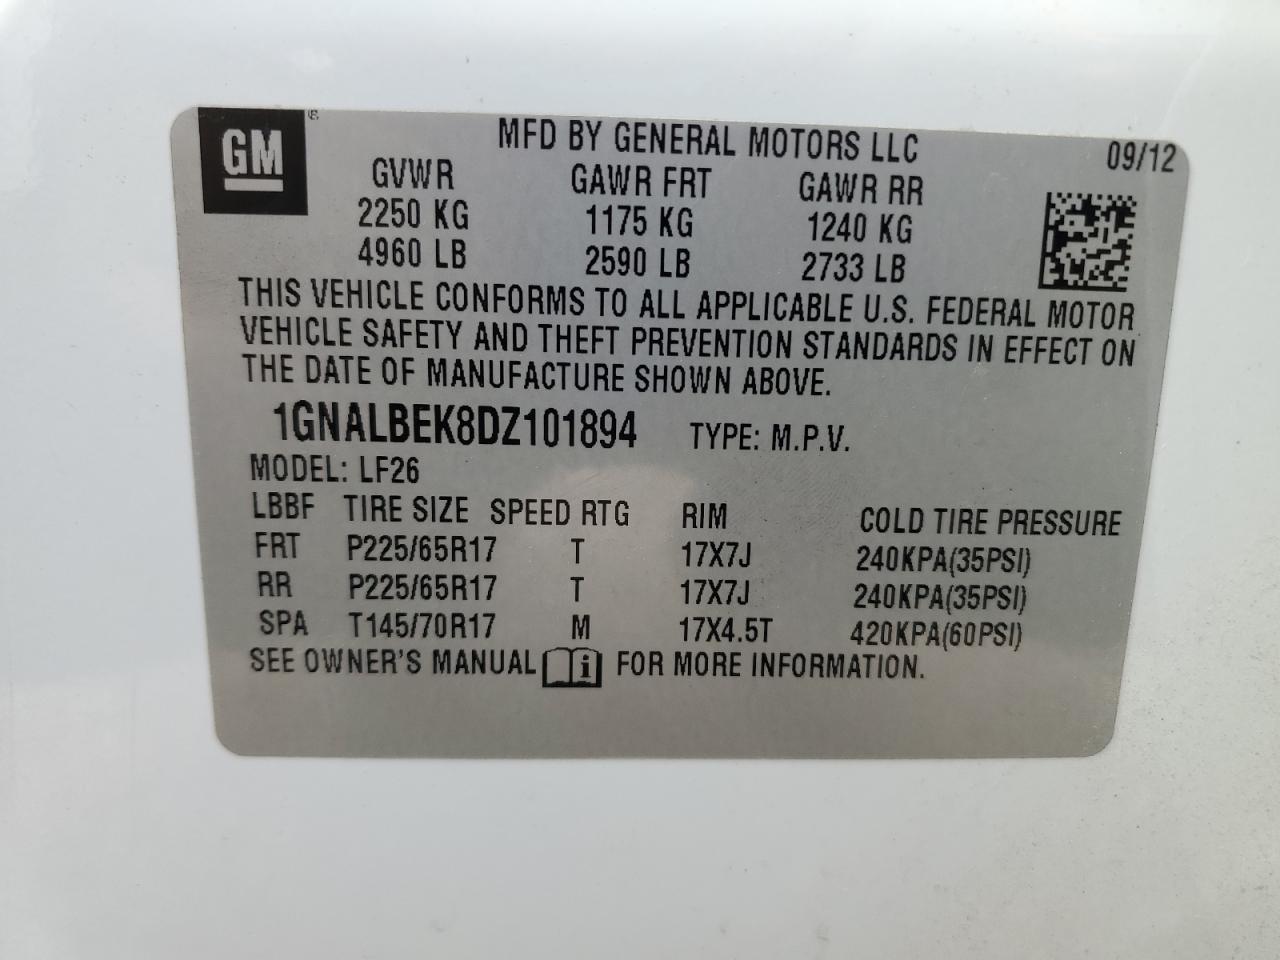 GM
MFD BY GENERAL MOTORS LLC 09/12
GVWR GAWR FRT GAWR RR
2250 KG 1175 KG 1240 KG
4960 LB 2590 LB 2733 LB
THIS VEHICLE CONFORMS TO ALL APPLICABLE U.S. FEDERAL MOTOR
VEHICLE SAFETY AND THEFT PREVENTION STANDARDS IN EFFECT ON
THE DATE OF MANUFACTURE SHOWN ABOVE.
1GNALBEK8DZ101894 TYPE: M.P.V.
MODEL: LF26
LBBF TIRE SIZE SPEED RTG RIM COLD TIRE PRESSURE
FRT P225/65R17 T 17X7J 240KPA(35PSI)
RR P225/65R17 T 17X7J 240KPA(35PSI)
SPA T145/70R17 M 17X4.5T 420KPA(60PSI)
SEE OWNER'S MANUAL i FOR MORE INFORMATION.